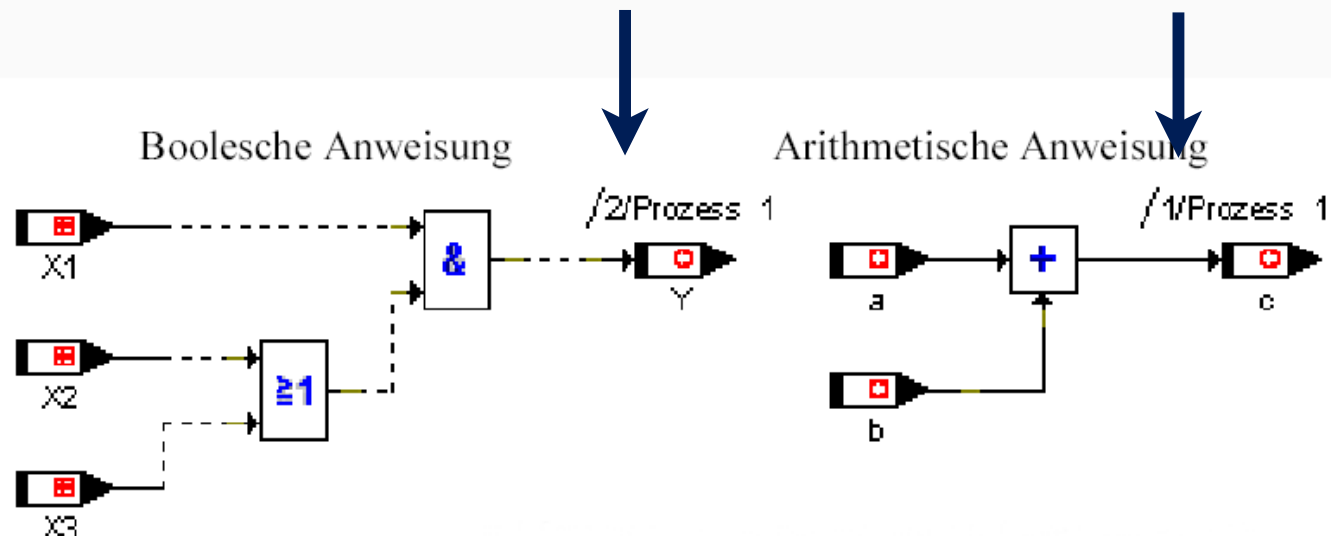 Boolesche Anweisung
Arithmetische Anweisung
/2/Prozess 1
/1/Prozess 1
X1
&
Y
a
+
c
X2
≧1
b
X3